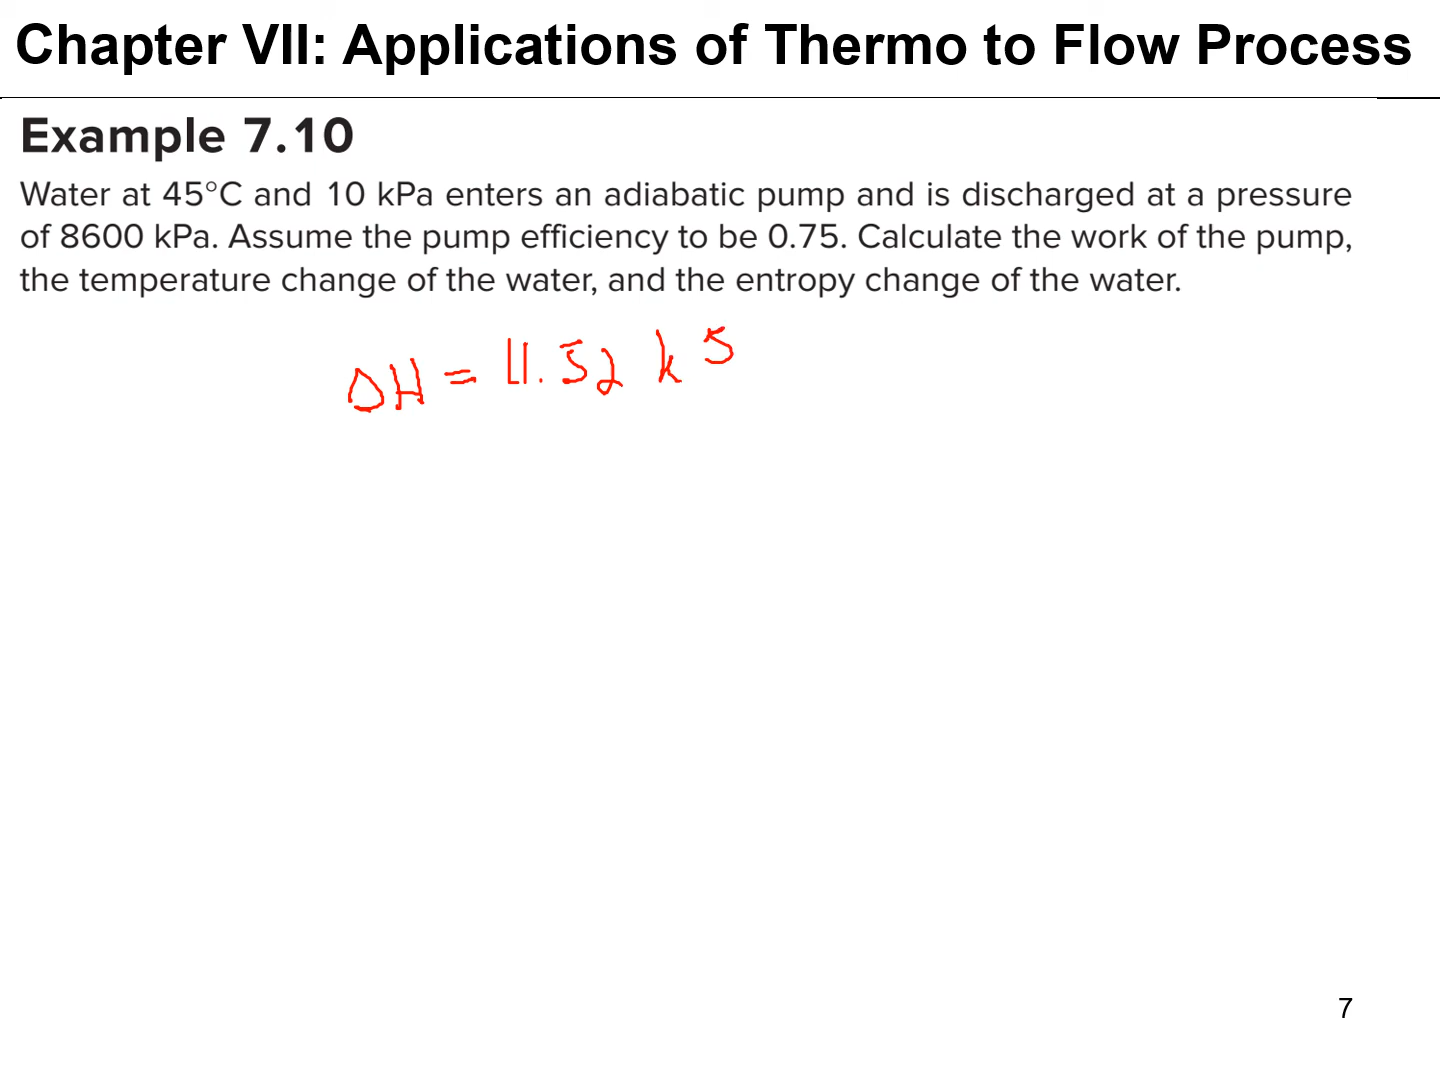 Chapter VII: Applications of Thermo to Flow Process
Example 7.10
Water at 45°C and 10 kPa enters an adiabatic pump and is discharged at a pressure
of 8600 kPa. Assume the pump efficiency to be 0.75. Calculate the work of the pump,
the temperature change of the water, and the entropy change of the water.
ΔH = 11.52 k
7